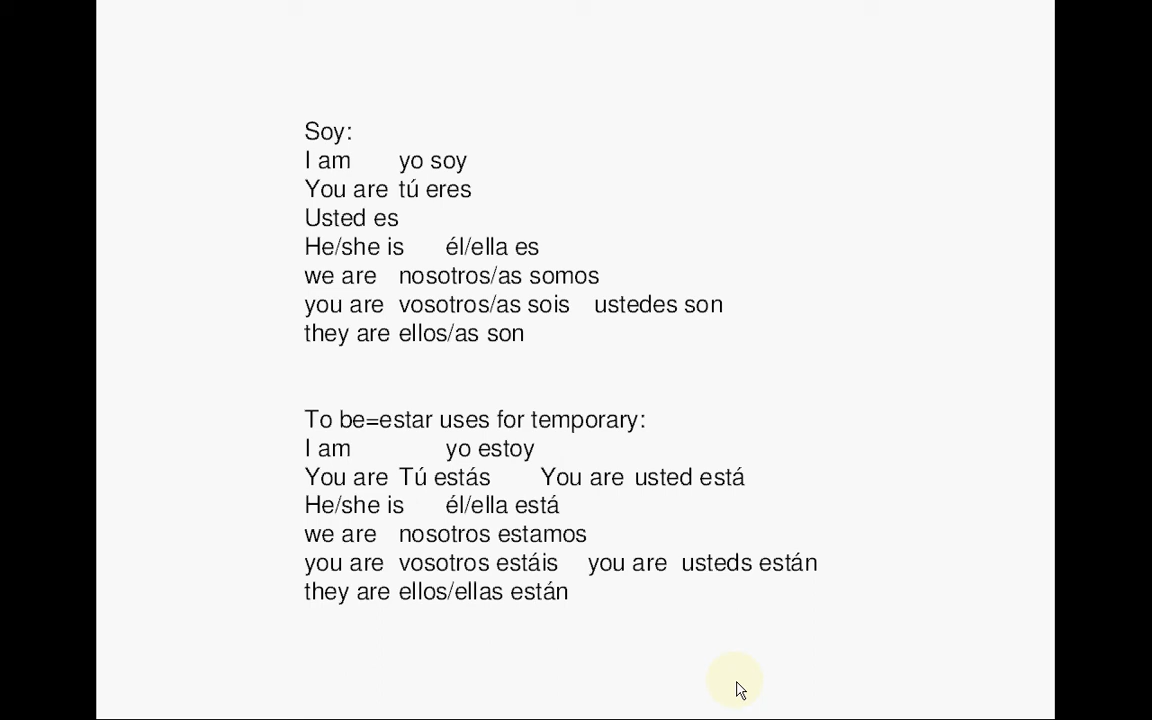 Soy:
I am yo soy
You are tú eres
Usted es
He/she is él/ella es
we are nosotros/as somos
you are vosotros/as sois ustedes son
they are ellos/as son
To be=estar uses for temporary:
I am yo estoy
You are Tú estás You are usted está
He/she is él/ella está
we are nosotros estamos
you are vosotros estáis you are usteds están
they are ellos/ellas están